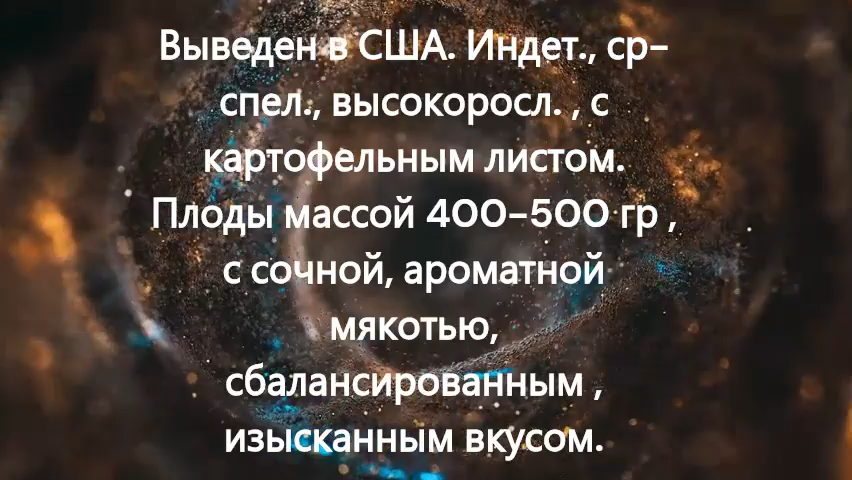 Выведен в США. Индет., ср-
спел., высокоросл. , с
картофельным листом.
Плоды массой 400-500 гр ,
с сочной, ароматной
мякотью,
сбалансированным ,
изысканным вкусом.